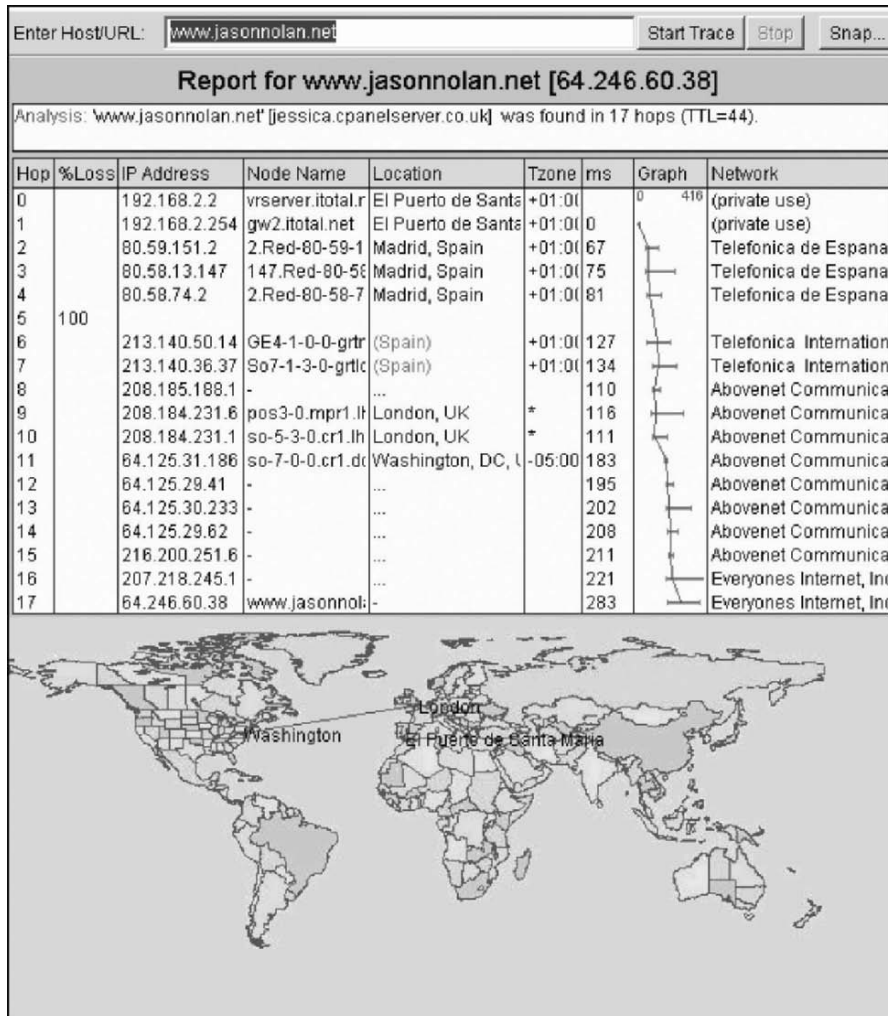 Enter Host/URL: www.jasonnolan.net Start Trace Stop Snap...
Report for www.jasonnolan.net [64.246.60.38]
Analysis: 'www.jasonnolan.net' [jessica.cpanelserver.co.uk] was found in 17 hops (TTL=44).
Hop %Loss IP Address Node Name Location Tzone ms Graph Network
0 192.168.2.2 vrserver.itotal.r El Puerto de Santa +01:0( 0 416 (private use)
1 192.168.2.254 gw2.itotal.net El Puerto de Santa +01:0( 0 (private use)
2 80.59.151.2 2.Red-80-59-1 Madrid, Spain +01:0( 67 Telefonica de Espana
3 80.58.13.147 147.Red-80-58 Madrid, Spain +01:0( 75 Telefonica de Espana
4 80.58.74.2 2.Red-80-58-7 Madrid, Spain +01:0( 81 Telefonica de Espana
5 100
6 213.140.50.14 GE4-1-0-0-grtr (Spain) +01:0( 127 Telefonica Internation
7 213.140.36.37 So7-1-3-0-grtlc (Spain) +01:0( 134 Telefonica Internation
8 208.185.188.1 - ... 110 Abovenet Communica
9 208.184.231.6 pos3-0.mpr1.lh London, UK * 116 Abovenet Communica
10 208.184.231.1 so-5-3-0.cr1.lh London, UK * 111 Abovenet Communica
11 64.125.31.186 so-7-0-0.cr1.dc Washington, DC, U -05:00 183 Abovenet Communica
12 64.125.29.41 - ... 195 Abovenet Communica
13 64.125.30.233 - ... 202 Abovenet Communica
14 64.125.29.62 - ... 208 Abovenet Communica
15 216.200.251.6 - ... 211 Abovenet Communica
16 207.218.245.1 - ... 221 Everyones Internet, Inc
17 64.246.60.38 www.jasonnola - 283 Everyones Internet, Inc
London
Washington
El Puerto de Santa Maria